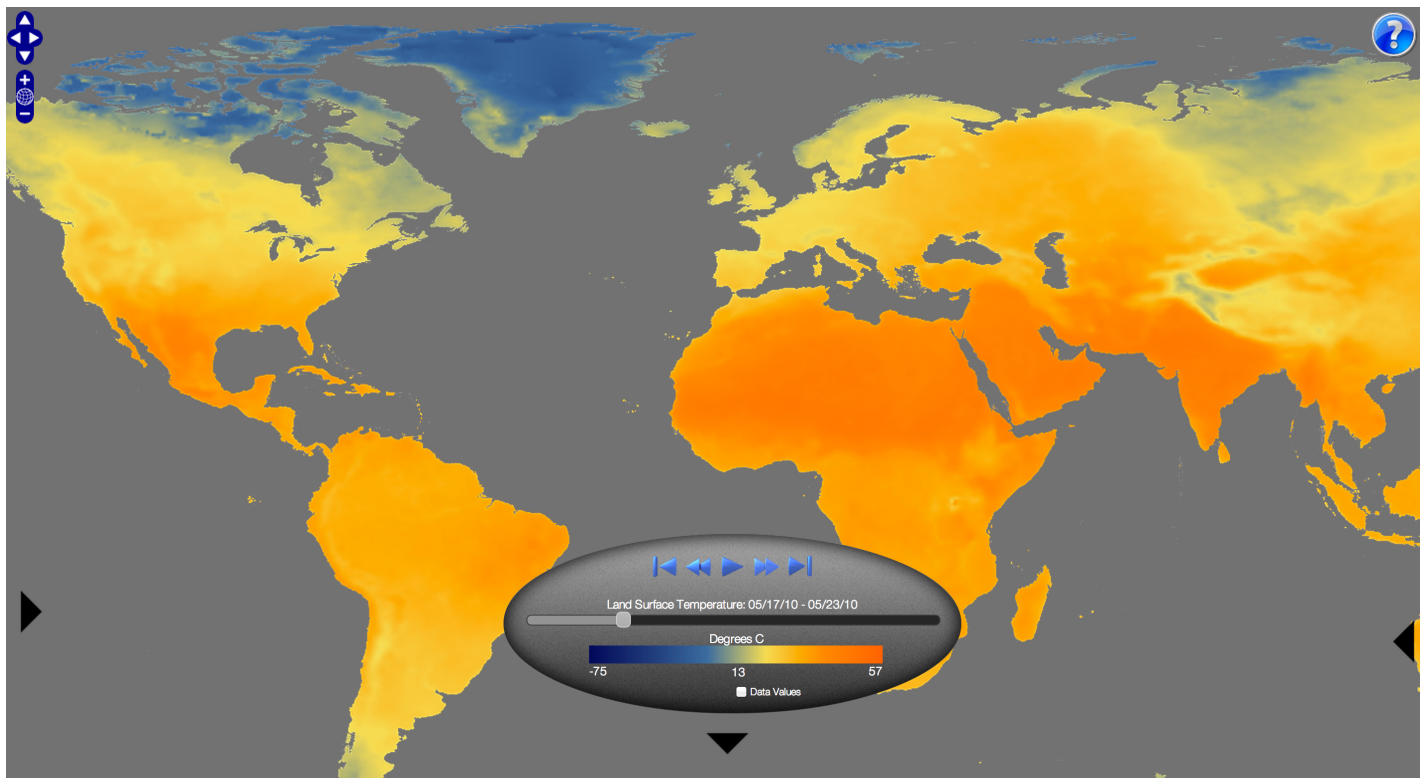 ?
Land Surface Temperature: 05/17/10 - 05/23/10
Degrees C
-75 13 57
Data Values